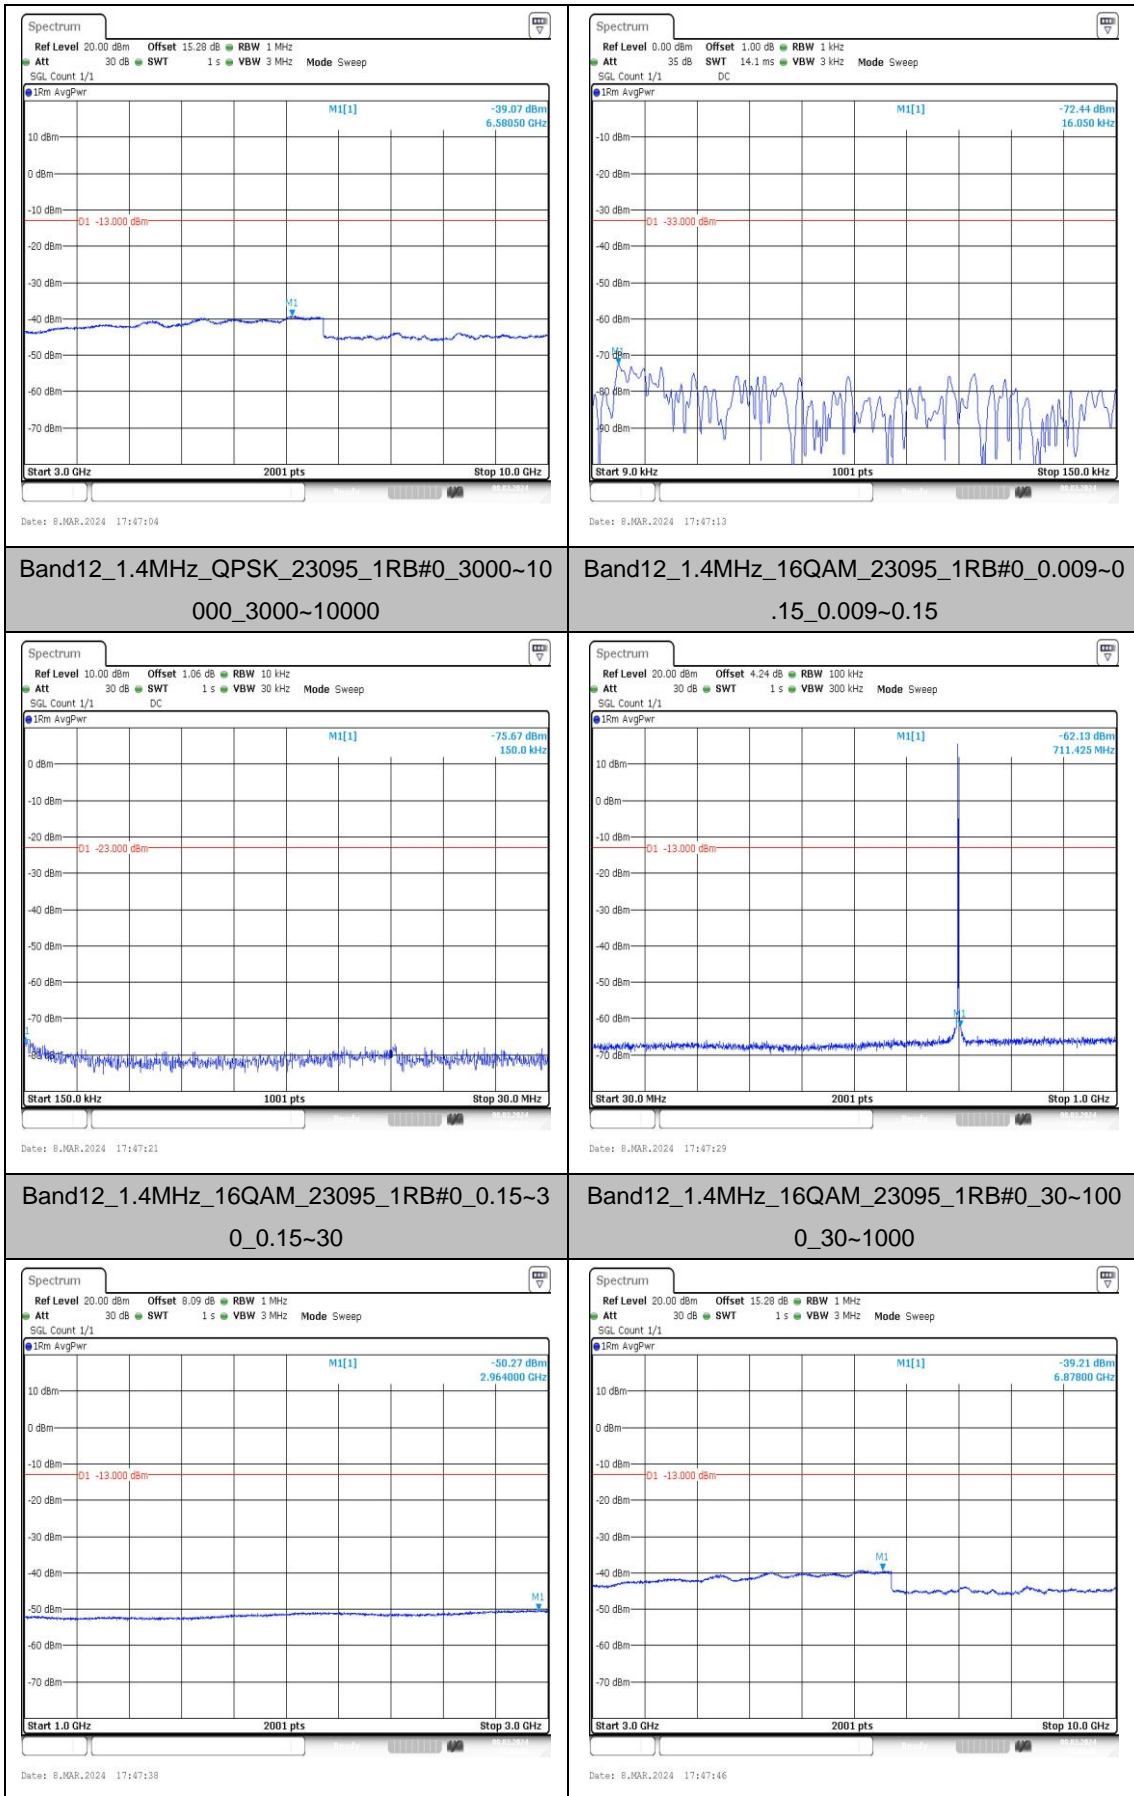 Spectrum
Ref Level 20.00 dBm Offset 15.28 dB RBW 1 MHz
Att 30 dB SWT 1 s VBW 3 MHz Mode Sweep
SGL Count 1/1
1Rm AvgPwr
M1[1] -39.07 dBm
6.58050 GHz
10 dBm
0 dBm
-10 dBm
D1 -13.000 dBm
-20 dBm
-30 dBm
M1
-40 dBm
-50 dBm
-60 dBm
-70 dBm
Start 3.0 GHz 2001 pts Stop 10.0 GHz
Date: 8.MAR.2024 17:47:04
Spectrum
Ref Level 0.00 dBm Offset 1.00 dB RBW 1 kHz
Att 35 dB SWT 14.1 ms VBW 3 kHz Mode Sweep
SGL Count 1/1 DC
1Rm AvgPwr
M1[1] -72.44 dBm
16.050 kHz
-10 dBm
-20 dBm
-30 dBm
D1 -33.000 dBm
-40 dBm
-50 dBm
-60 dBm
M1
-70 dBm
-80 dBm
-90 dBm
Start 9.0 kHz 1001 pts Stop 150.0 kHz
Date: 8.MAR.2024 17:47:13
Band12_1.4MHz_QPSK_23095_1RB#0_3000~10
000_3000~10000
Band12_1.4MHz_16QAM_23095_1RB#0_0.009~0
.15_0.009~0.15
Spectrum
Ref Level 10.00 dBm Offset 1.06 dB RBW 10 kHz
Att 30 dB SWT 1 s VBW 30 kHz Mode Sweep
SGL Count 1/1 DC
1Rm AvgPwr
M1[1] -75.67 dBm
150.0 kHz
0 dBm
-10 dBm
-20 dBm
D1 -23.000 dBm
-30 dBm
-40 dBm
-50 dBm
-60 dBm
-70 dBm
-80 dBm
Start 150.0 kHz 1001 pts Stop 30.0 MHz
Date: 8.MAR.2024 17:47:21
Spectrum
Ref Level 20.00 dBm Offset 4.24 dB RBW 100 kHz
Att 30 dB SWT 1 s VBW 300 kHz Mode Sweep
SGL Count 1/1
1Rm AvgPwr
M1[1] -62.13 dBm
711.425 MHz
10 dBm
0 dBm
-10 dBm
D1 -13.000 dBm
-20 dBm
-30 dBm
-40 dBm
-50 dBm
-60 dBm
M1
-70 dBm
Start 30.0 MHz 2001 pts Stop 1.0 GHz
Date: 8.MAR.2024 17:47:29
Band12_1.4MHz_16QAM_23095_1RB#0_0.15~3
0_0.15~30
Band12_1.4MHz_16QAM_23095_1RB#0_30~100
0_30~1000
Spectrum
Ref Level 20.00 dBm Offset 8.09 dB RBW 1 MHz
Att 30 dB SWT 1 s VBW 3 MHz Mode Sweep
SGL Count 1/1
1Rm AvgPwr
M1[1] -50.27 dBm
2.964000 GHz
10 dBm
0 dBm
-10 dBm
D1 -13.000 dBm
-20 dBm
-30 dBm
-40 dBm
-50 dBm
M1
-60 dBm
-70 dBm
Start 1.0 GHz 2001 pts Stop 3.0 GHz
Date: 8.MAR.2024 17:47:38
Spectrum
Ref Level 20.00 dBm Offset 15.28 dB RBW 1 MHz
Att 30 dB SWT 1 s VBW 3 MHz Mode Sweep
SGL Count 1/1
1Rm AvgPwr
M1[1] -39.21 dBm
6.87800 GHz
10 dBm
0 dBm
-10 dBm
D1 -13.000 dBm
-20 dBm
-30 dBm
M1
-40 dBm
-50 dBm
-60 dBm
-70 dBm
Start 3.0 GHz 2001 pts Stop 10.0 GHz
Date: 8.MAR.2024 17:47:46